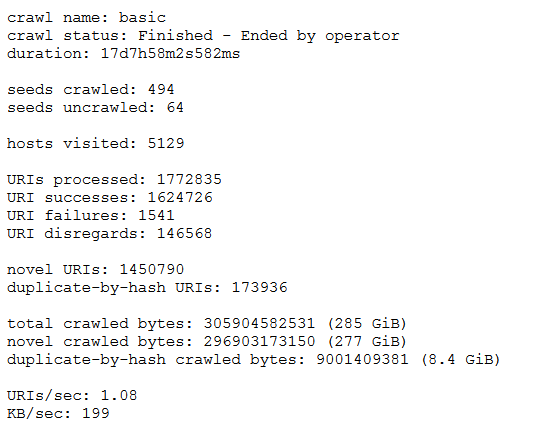 crawl name: basic
crawl status: Finished - Ended by operator
duration: 17d7h58m2s582ms
seeds crawled: 494
seeds uncrawled: 64
hosts visited: 5129
URIs processed: 1772835
URI successes: 1624726
URI failures: 1541
URI disregards: 146568
novel URIs: 1450790
duplicate-by-hash URIs: 173936
total crawled bytes: 305904582531 (285 GiB)
novel crawled bytes: 296903173150 (277 GiB)
duplicate-by-hash crawled bytes: 9001409381 (8.4 GiB)
URIs/sec: 1.08
KB/sec: 199